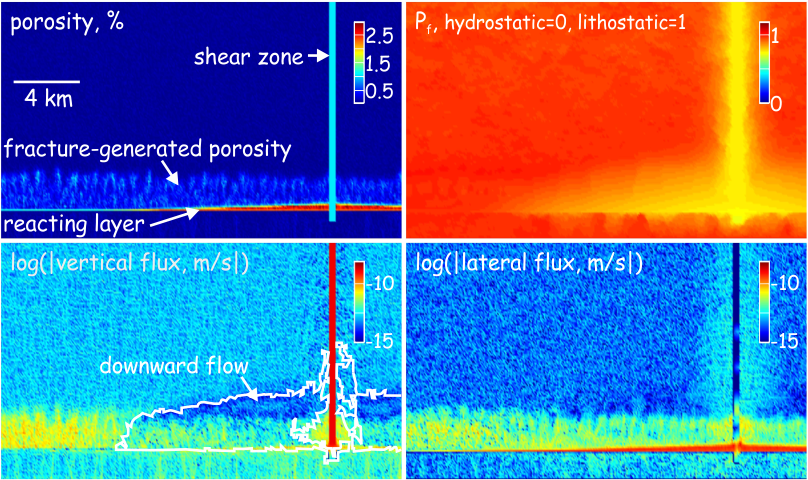 porosity, %
shear zone
2.5
1.5
0.5
4 km
fracture-generated porosity
reacting layer
Pf, hydrostatic=0, lithostatic=1
1
0
log(|vertical flux, m/s|)
-10
-15
downward flow
log(|lateral flux, m/s|)
-10
-15